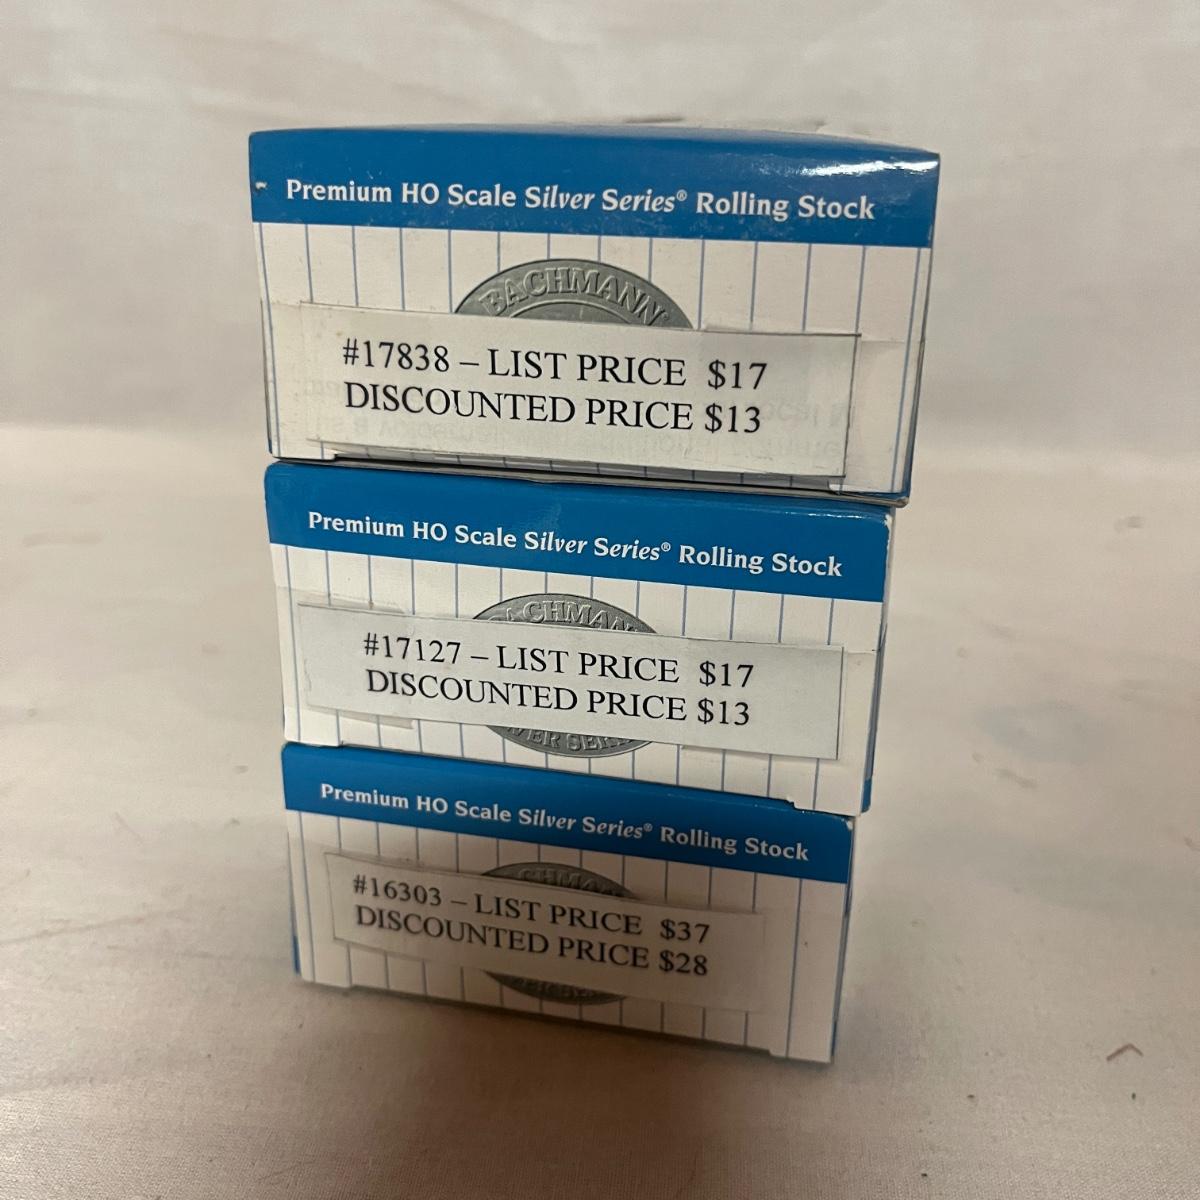 Premium HO Scale Silver Series® Rolling Stock
BACHMANN
#17838 – LIST PRICE $17
DISCOUNTED PRICE $13
Premium HO Scale Silver Series® Rolling Stock
#17127 – LIST PRICE $17
DISCOUNTED PRICE $13
Premium HO Scale Silver Series® Rolling Stock
#16303 – LIST PRICE $37
DISCOUNTED PRICE $28